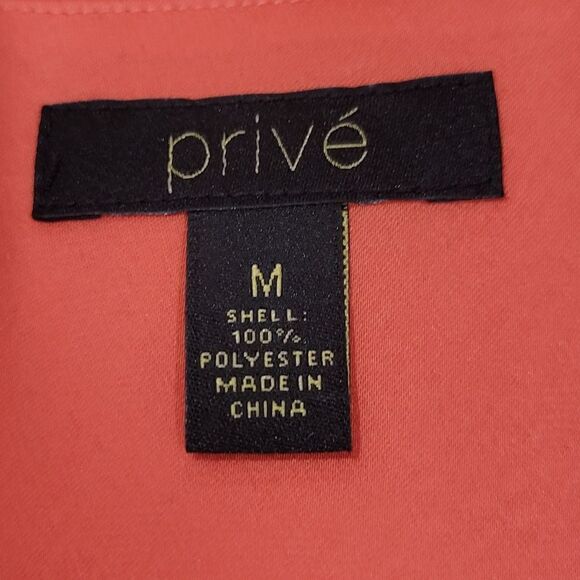 privé
M
SHELL:
100%
POLYESTER
MADE IN
CHINA